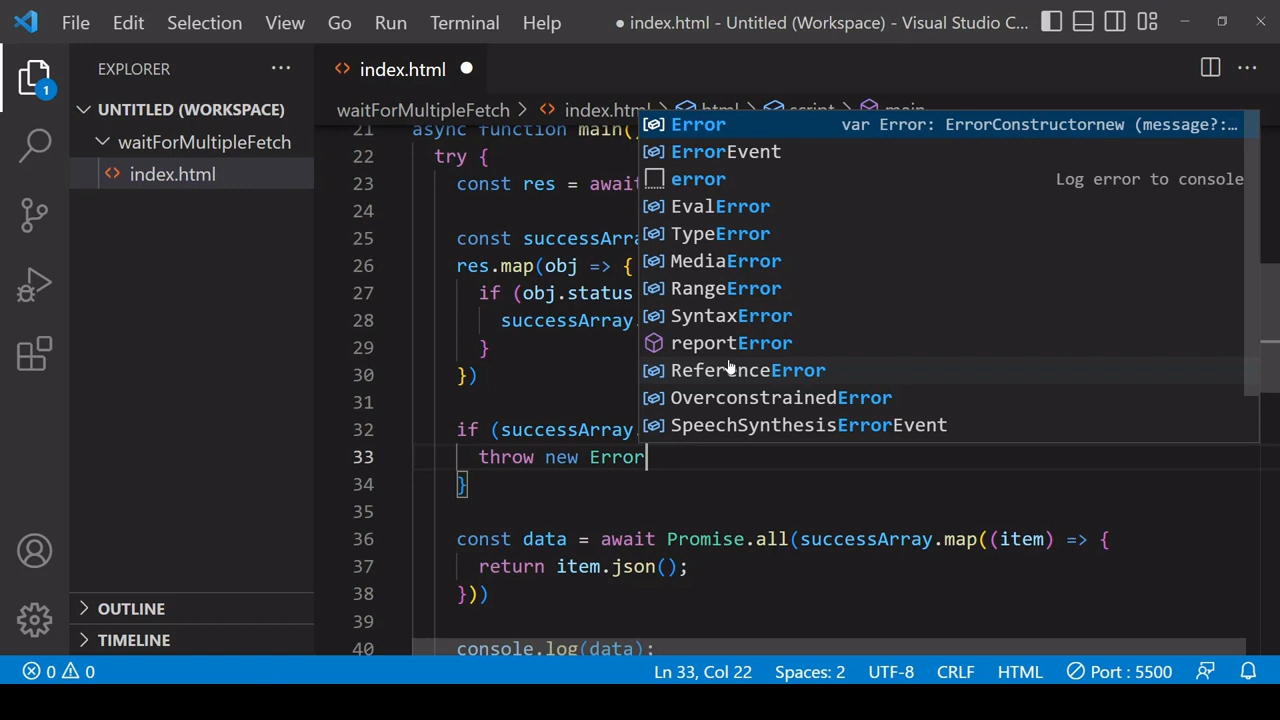 File Edit Selection View Go Run Terminal Help ● index.html - Untitled (Workspace) - Visual Studio C...
EXPLORER ...
index.html
1
UNTITLED (WORKSPACE)
waitForMultipleFetch
index.html
OUTLINE
TIMELINE
waitForMultipleFetch > index.html > html > script > main
21 async function main()
22 try {
23 const res = await
24
25 const successArra
26 res.map(obj => {
27 if (obj.status
28 successArray.
29 }
30 })
31
32 if (successArray.
33 throw new Error
34 }
35
36 const data = await Promise.all(successArray.map((item) => {
37 return item.json();
38 }))
39
40 console.log(data);
Error var Error: ErrorConstructornew (message?:...
ErrorEvent
error Log error to console
EvalError
TypeError
MediaError
RangeError
SyntaxError
reportError
ReferenceError
OverconstrainedError
SpeechSynthesisErrorEvent
0 0 Ln 33, Col 22 Spaces: 2 UTF-8 CRLF HTML Port : 5500